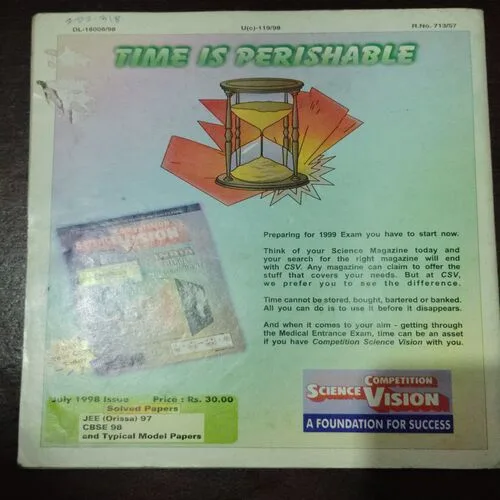 DL-16008/98 U(c)-119/98 R.No. 713/57
TIME IS PERISHABLE
Preparing for 1999 Exam you have to start now.
Think of your Science Magazine today and
your search for the right magazine will end
with CSV. Any magazine can claim to offer the
stuff that covers your needs. But at CSV,
we prefer you to see the difference.
Time cannot be stored, bought, bartered or banked.
All you can do is to use it before it disappears.
And when it comes to your aim - getting through
the Medical Entrance Exam, time can be an asset
if you have Competition Science Vision with you.
VISION
July 1998 Issue Price : Rs. 30.00
Solved Papers
JEE (Orissa) 97
CBSE 98
and Typical Model Papers
COMPETITION
SCIENCE VISION
A FOUNDATION FOR SUCCESS